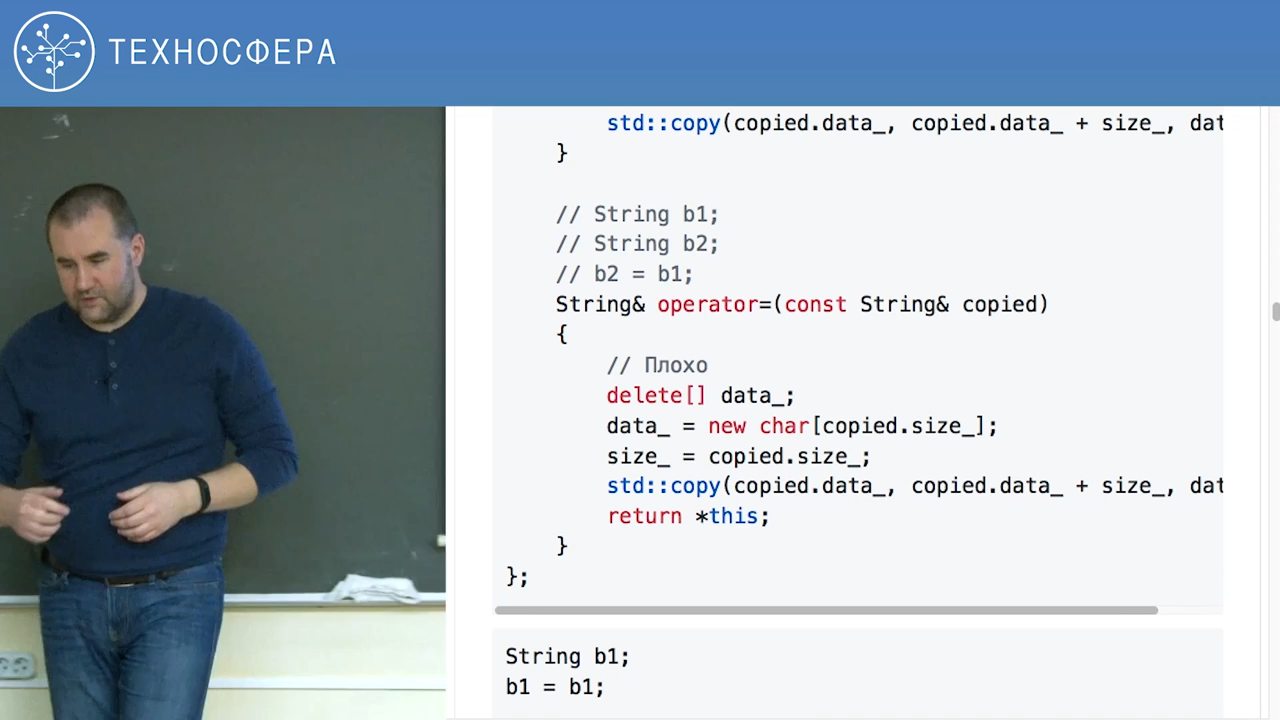 ТЕХНОСФЕРА
std::copy(copied.data_, copied.data_ + size_, dat
}
// String b1;
// String b2;
// b2 = b1;
String& operator=(const String& copied)
{
// Плохо
delete[] data_;
data_ = new char[copied.size_];
size_ = copied.size_;
std::copy(copied.data_, copied.data_ + size_, dat
return *this;
}
};
String b1;
b1 = b1;